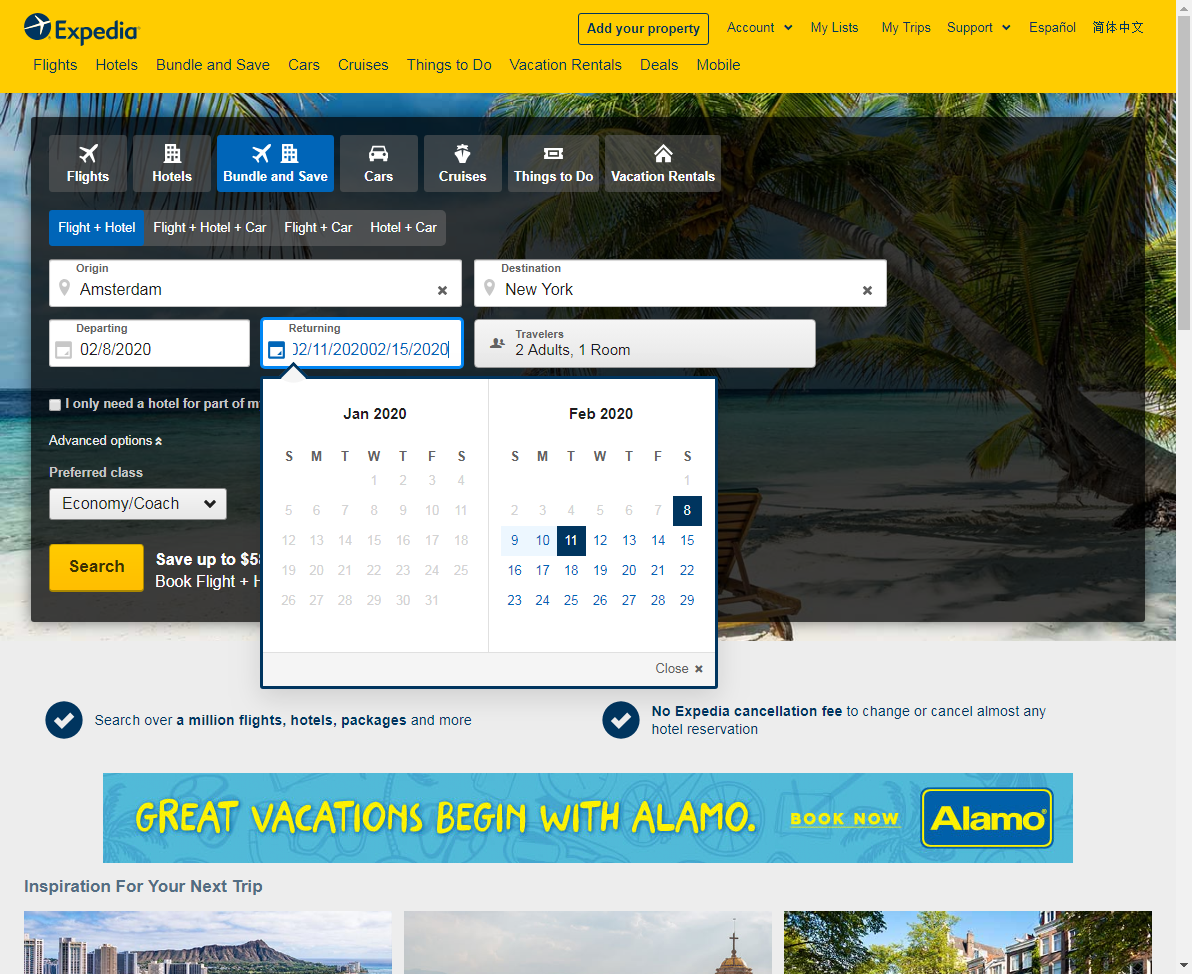 Expedia
Add your property
Account
My Lists
My Trips
Support
Español
简体中文
Flights
Hotels
Bundle and Save
Cars
Cruises
Things to Do
Vacation Rentals
Deals
Mobile
Flights
Hotels
Bundle and Save
Cars
Cruises
Things to Do
Vacation Rentals
Flight + Hotel
Flight + Hotel + Car
Flight + Car
Hotel + Car
Origin
Amsterdam
Destination
New York
Departing
02/8/2020
Returning
02/11/202002/15/2020
Travelers
2 Adults, 1 Room
I only need a hotel for part of m
Advanced options
Preferred class
Economy/Coach
Search
Save up to $5
Book Flight + H
Jan 2020
S M T W T F S
1 2 3 4
5 6 7 8 9 10 11
12 13 14 15 16 17 18
19 20 21 22 23 24 25
26 27 28 29 30 31
Feb 2020
S M T W T F S
1
2 3 4 5 6 7 8
9 10 11 12 13 14 15
16 17 18 19 20 21 22
23 24 25 26 27 28 29
Close
Search over a million flights, hotels, packages and more
No Expedia cancellation fee to change or cancel almost any
hotel reservation
GREAT VACATIONS BEGIN WITH ALAMO.
BOOK NOW
Alamo
Inspiration For Your Next Trip